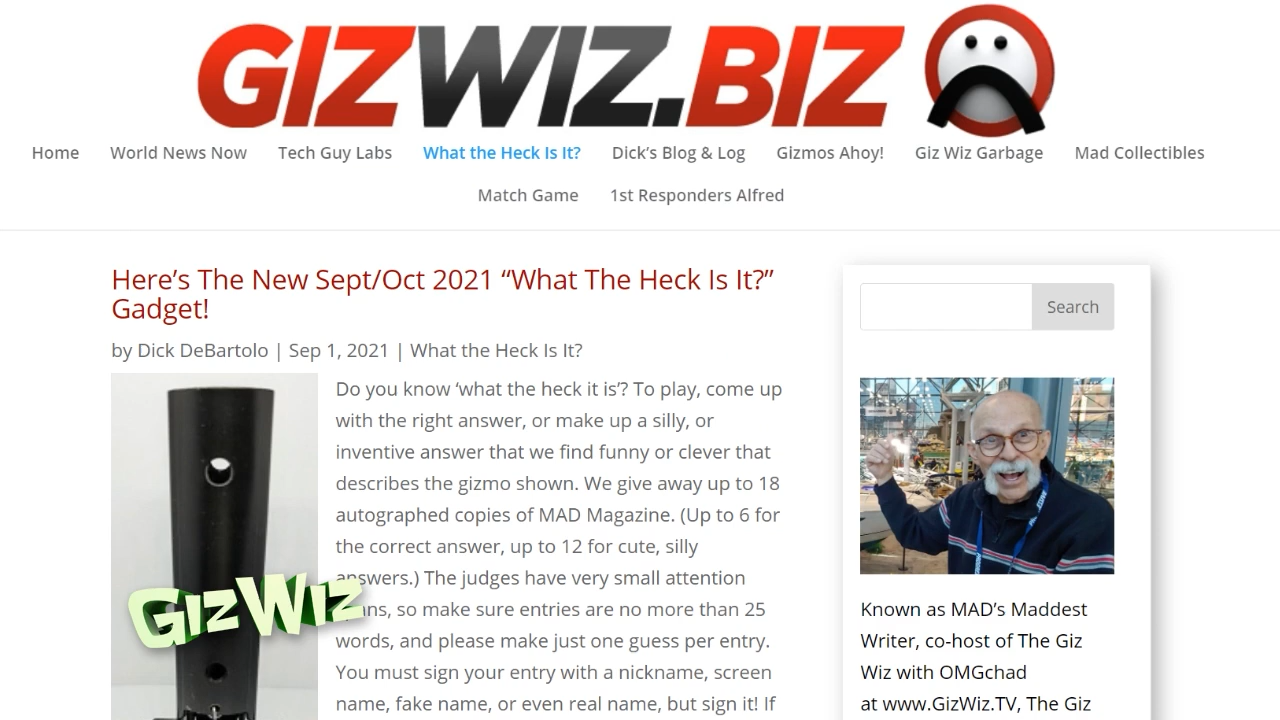 GIZWIZ.BIZ
Home World News Now Tech Guy Labs What the Heck Is It? Dick’s Blog & Log Gizmos Ahoy! Giz Wiz Garbage Mad Collectibles
Match Game 1st Responders Alfred
Here’s The New Sept/Oct 2021 “What The Heck Is It?”
Gadget!
by Dick DeBartolo | Sep 1, 2021 | What the Heck Is It?
Do you know ‘what the heck it is’? To play, come up
with the right answer, or make up a silly, or
inventive answer that we find funny or clever that
describes the gizmo shown. We give away up to 18
autographed copies of MAD Magazine. (Up to 6 for
the correct answer, up to 12 for cute, silly
answers.) The judges have very small attention
so make sure entries are no more than 25
words, and please make just one guess per entry.
You must sign your entry with a nickname, screen
name, fake name, or even real name, but sign it! If
GIZWIZ
Search
Known as MAD’s Maddest
Writer, co-host of The Giz
Wiz with OMGchad
at www.GizWiz.TV, The Giz